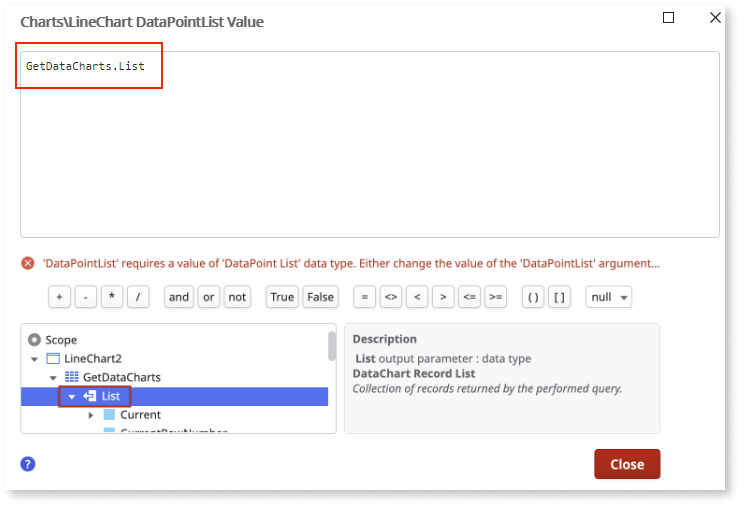 Charts\LineChart DataPointList Value
GetDataCharts.List
'DataPointList' requires a value of 'DataPoint List' data type. Either change the value of the 'DataPointList' argument...
+ - * / and or not True False = <> < > <= >= ( ) [ ] null
Scope
LineChart2
GetDataCharts
List
Current
CurrentRowNumber
Description
List output parameter : data type
DataChart Record List
Collection of records returned by the performed query.
?
Close